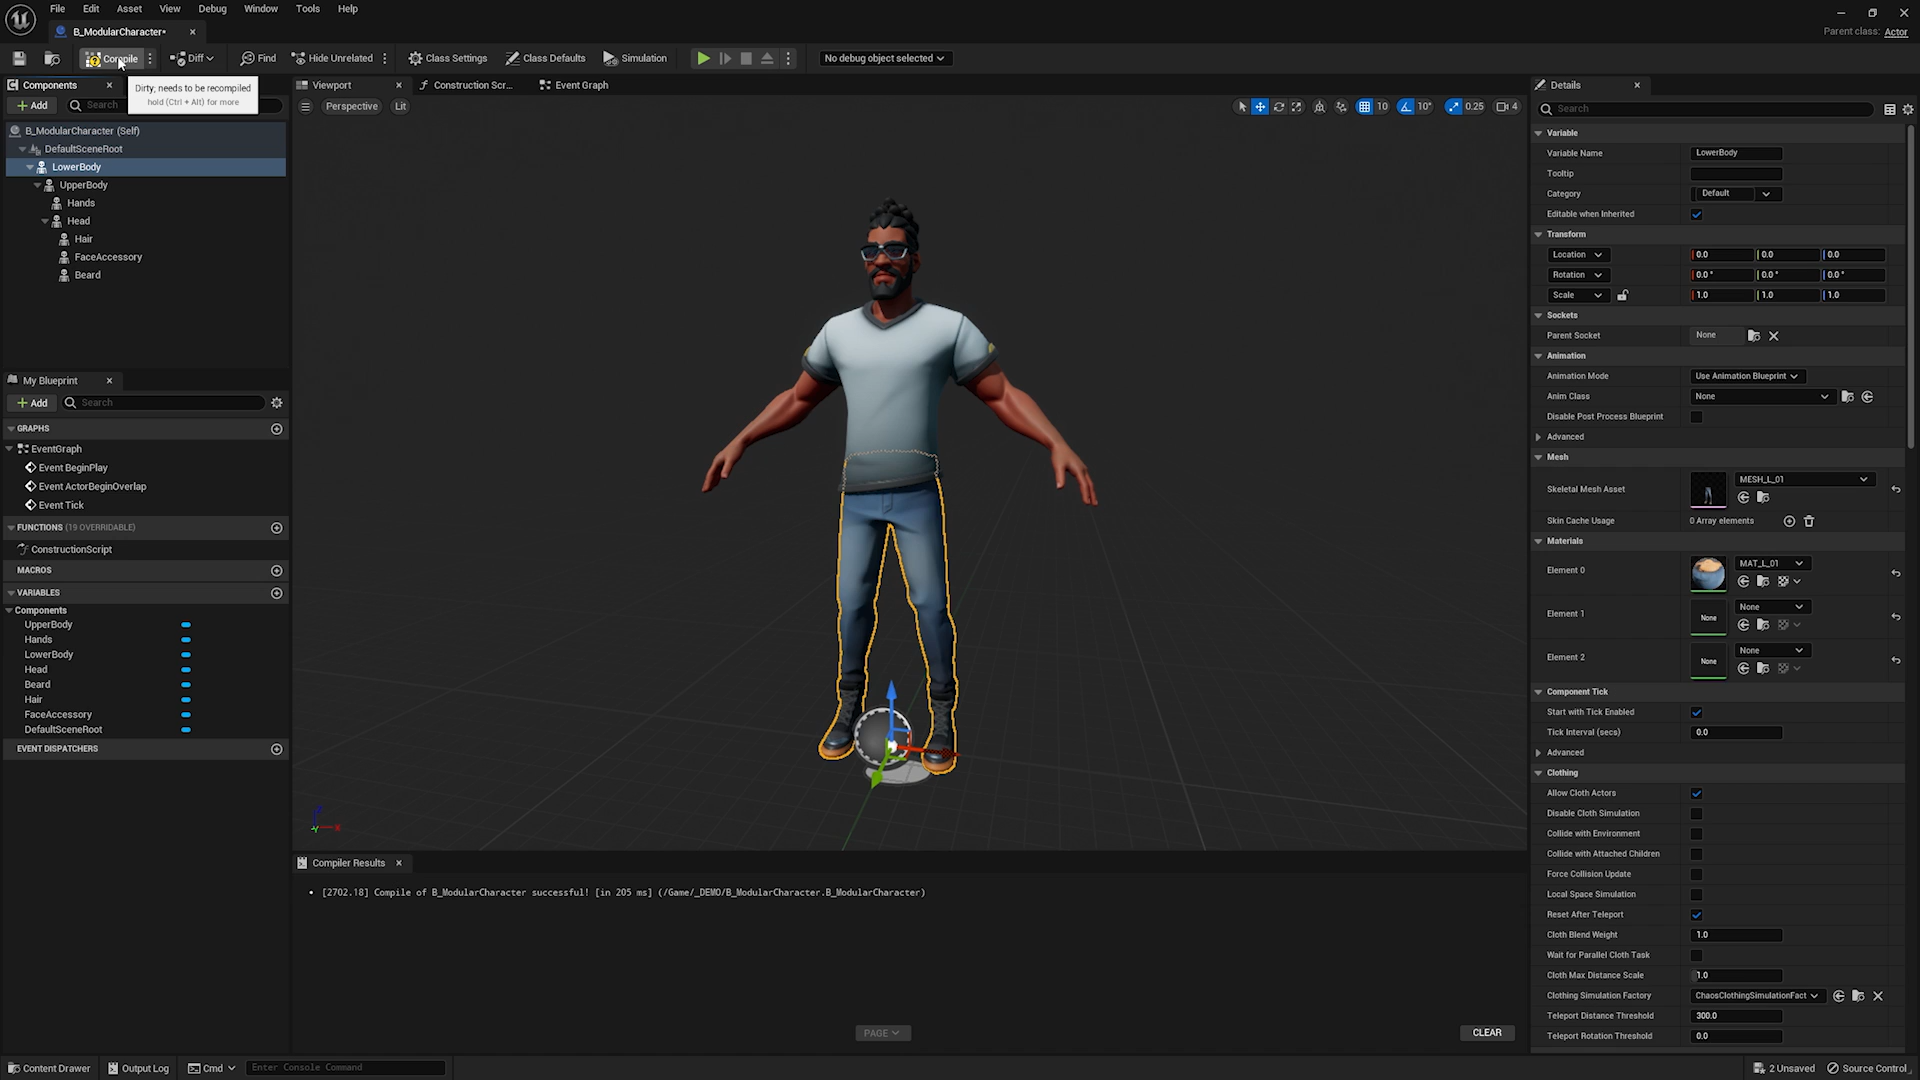 File Edit Asset View Debug Window Tools Help
B_ModularCharacter•
Parent class: Actor
Compile Diff Find Hide Unrelated Class Settings Class Defaults Simulation No debug object selected
Dirty; needs to be recompiled
hold (Ctrl + Alt) for more
Components
Add Search
B_ModularCharacter (Self)
DefaultSceneRoot
LowerBody
UpperBody
Hands
Head
Hair
FaceAccessory
Beard
My Blueprint
Add Search
GRAPHS
EventGraph
Event BeginPlay
Event ActorBeginOverlap
Event Tick
FUNCTIONS (19 OVERRIDABLE)
ConstructionScript
MACROS
VARIABLES
Components
UpperBody
Hands
LowerBody
Head
Beard
Hair
FaceAccessory
DefaultSceneRoot
EVENT DISPATCHERS
Viewport Construction Scr... Event Graph
Perspective Lit 10 10° 0.25 4
Compiler Results
• [2702.18] Compile of B_ModularCharacter successful! [in 205 ms] (/Game/_DEMO/B_ModularCharacter.B_ModularCharacter)
PAGE CLEAR
Details
Search
Variable
Variable Name LowerBody
Tooltip
Category Default
Editable when Inherited
Transform
Location 0.0 0.0 0.0
Rotation 0.0 ° 0.0 ° 0.0 °
Scale 1.0 1.0 1.0
Sockets
Parent Socket None
Animation
Animation Mode Use Animation Blueprint
Anim Class None
Disable Post Process Blueprint
Advanced
Mesh
Skeletal Mesh Asset MESH_L_01
Skin Cache Usage 0 Array elements
Materials
Element 0 MAT_L_01
Element 1 None None
Element 2 None None
Component Tick
Start with Tick Enabled
Tick Interval (secs) 0.0
Advanced
Clothing
Allow Cloth Actors
Disable Cloth Simulation
Collide with Environment
Collide with Attached Children
Force Collision Update
Local Space Simulation
Reset After Teleport
Cloth Blend Weight 1.0
Wait for Parallel Cloth Task
Cloth Max Distance Scale 1.0
Clothing Simulation Factory ChaosClothingSimulationFact
Teleport Distance Threshold 300.0
Teleport Rotation Threshold 0.0
Content Drawer Output Log Cmd Enter Console Command 2 Unsaved Source Control